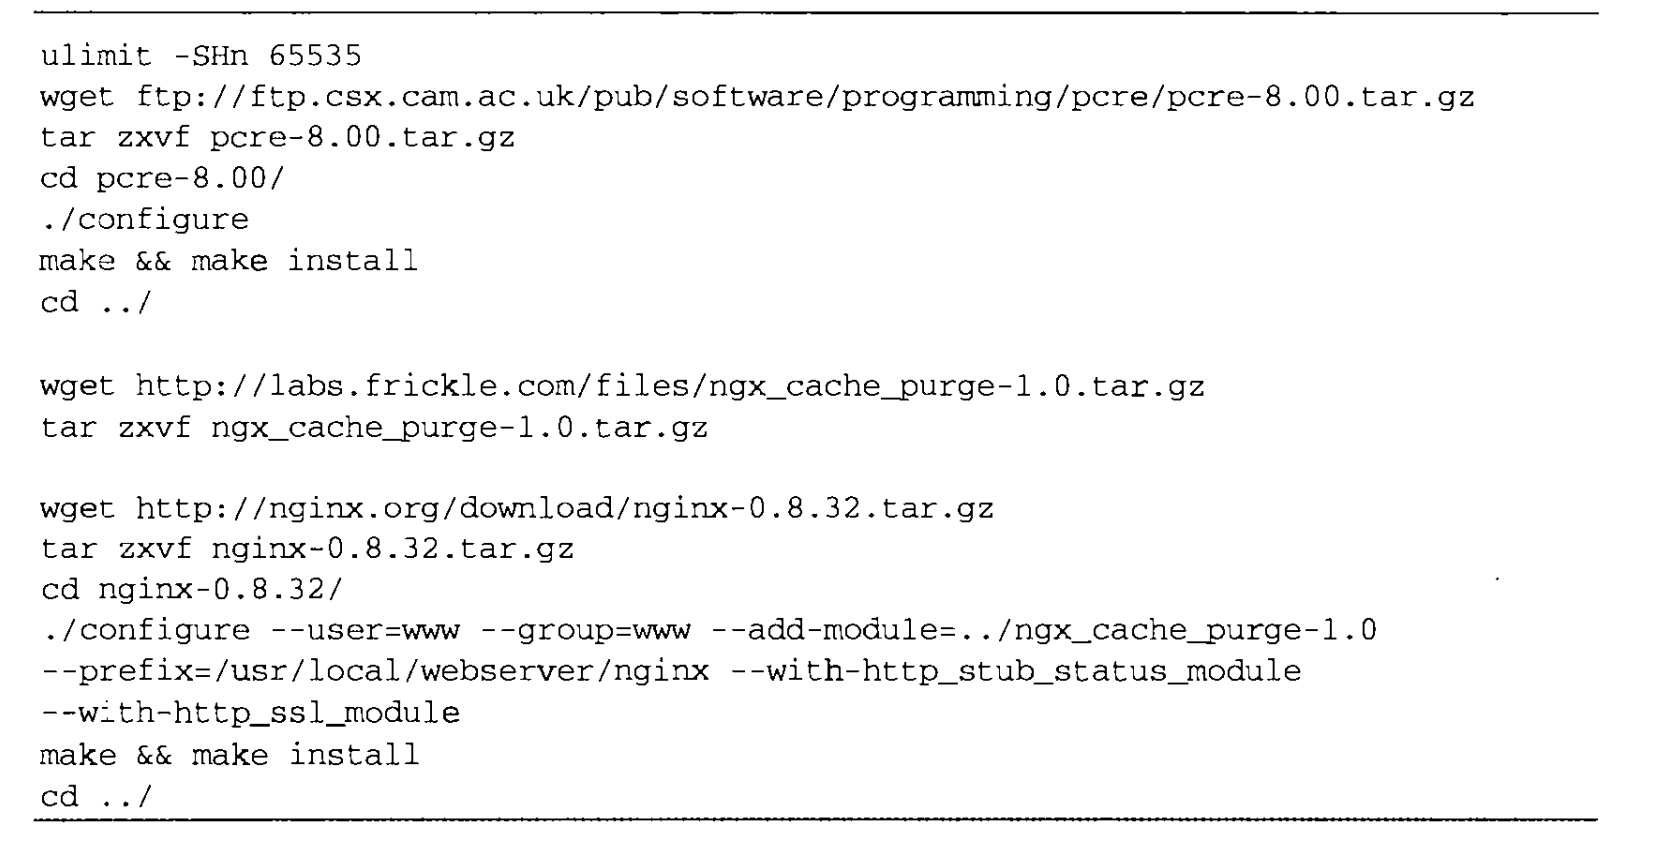 ulimit -SHn 65535
wget ftp://ftp.csx.cam.ac.uk/pub/software/programming/pcre/pcre-8.00.tar.gz
tar zxvf pcre-8.00.tar.gz
cd pcre-8.00/
./configure
make && make install
cd ../
wget http://labs.frickle.com/files/ngx_cache_purge-1.0.tar.gz
tar zxvf ngx_cache_purge-1.0.tar.gz
wget http://nginx.org/download/nginx-0.8.32.tar.gz
tar zxvf nginx-0.8.32.tar.gz
cd nginx-0.8.32/
./configure --user=www --group=www --add-module=../ngx_cache_purge-1.0
--prefix=/usr/local/webserver/nginx --with-http_stub_status_module
--with-http_ssl_module
make && make install
cd ../